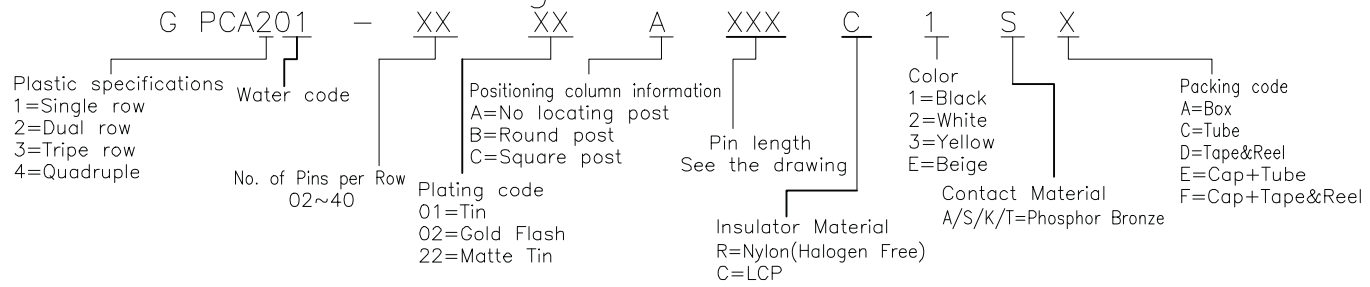 G PCA201 - XX XX A XXX C 1 S X
Plastic specifications
1=Single row
2=Dual row
3=Tripe row
4=Quadruple
Water code
No. of Pins per Row
02~40
Plating code
01=Tin
02=Gold Flash
22=Matte Tin
Positioning column information
A=No locating post
B=Round post
C=Square post
Pin length
See the drawing
Insulator Material
R=Nylon(Halogen Free)
C=LCP
Color
1=Black
2=White
3=Yellow
E=Beige
Contact Material
A/S/K/T=Phosphor Bronze
Packing code
A=Box
C=Tube
D=Tape&Reel
E=Cap+Tube
F=Cap+Tape&Reel